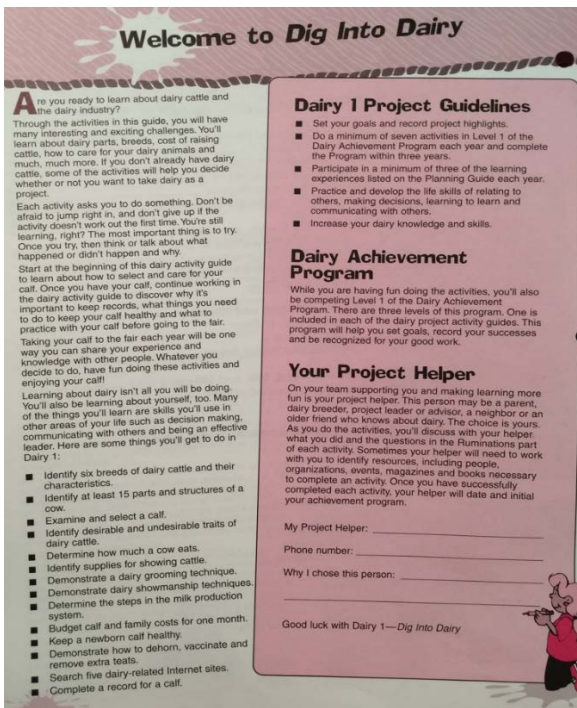 Welcome to Dig Into Dairy
Are you ready to learn about dairy cattle and
the dairy industry?
Through the activities in this guide, you will have
many interesting and exciting challenges. You'll
learn about dairy parts, breeds, cost of raising
cattle, how to care for your dairy animals and
much, much more. If you don't already have dairy
cattle, some of the activities will help you decide
whether or not you want to take dairy as a
project.
Each activity asks you to do something. Don't be
afraid to jump right in, and don't give up if the
activity doesn't work out the first time. You're still
learning, right? The most important thing is to try.
Once you try, then think or talk about what
happened or didn't happen and why.
Start at the beginning of this dairy activity guide
to learn about how to select and care for your
calf. Once you have your calf, continue working in
the dairy activity guide to discover why it's
important to keep records, what things you need
to do to keep your calf healthy and what to
practice with your calf before going to the fair.
Taking your calf to the fair each year will be one
way you can share your experience and
knowledge with other people. Whatever you
decide to do, have fun doing these activities and
enjoying your calf!
Learning about dairy isn't all you will be doing.
You'll also be learning about yourself, too. Many
of the things you'll learn are skills you'll use in
other areas of your life such as decision making,
communicating with others and being an effective
leader. Here are some things you'll get to do in
Dairy 1:
■ Identify six breeds of dairy cattle and their
characteristics.
■ Identify at least 15 parts and structures of a
cow.
■ Examine and select a calf.
■ Identify desirable and undesirable traits of
dairy cattle.
■ Determine how much a cow eats.
■ Identify supplies for showing cattle.
■ Demonstrate a dairy grooming technique.
■ Demonstrate dairy showmanship techniques.
■ Determine the steps in the milk production
system.
■ Budget calf and family costs for one month.
■ Keep a newborn calf healthy.
■ Demonstrate how to dehorn, vaccinate and
remove extra teats.
■ Search five dairy-related Internet sites.
■ Complete a record for a calf.
Dairy 1 Project Guidelines
■ Set your goals and record project highlights.
■ Do a minimum of seven activities in Level 1 of the
Dairy Achievement Program each year and complete
the Program within three years.
■ Participate in a minimum of three of the learning
experiences listed on the Planning Guide each year.
■ Practice and develop the life skills of relating to
others, making decisions, learning to learn and
communicating with others.
■ Increase your dairy knowledge and skills.
Dairy Achievement
Program
While you are having fun doing the activities, you'll also
be competing Level 1 of the Dairy Achievement
Program. There are three levels of this program. One is
included in each of the dairy project activity guides. This
program will help you set goals, record your successes
and be recognized for your good work.
Your Project Helper
On your team supporting you and making learning more
fun is your project helper. This person may be a parent,
dairy breeder, project leader or advisor, a neighbor or an
older friend who knows about dairy. The choice is yours.
As you do the activities, you'll discuss with your helper
what you did and the questions in the Ruminations part
of each activity. Sometimes your helper will need to work
with you to identify resources, including people,
organizations, events, magazines and books necessary
to complete an activity. Once you have successfully
completed each activity, your helper will date and initial
your achievement program.
My Project Helper:
Phone number:
Why I chose this person:
Good luck with Dairy 1—Dig Into Dairy